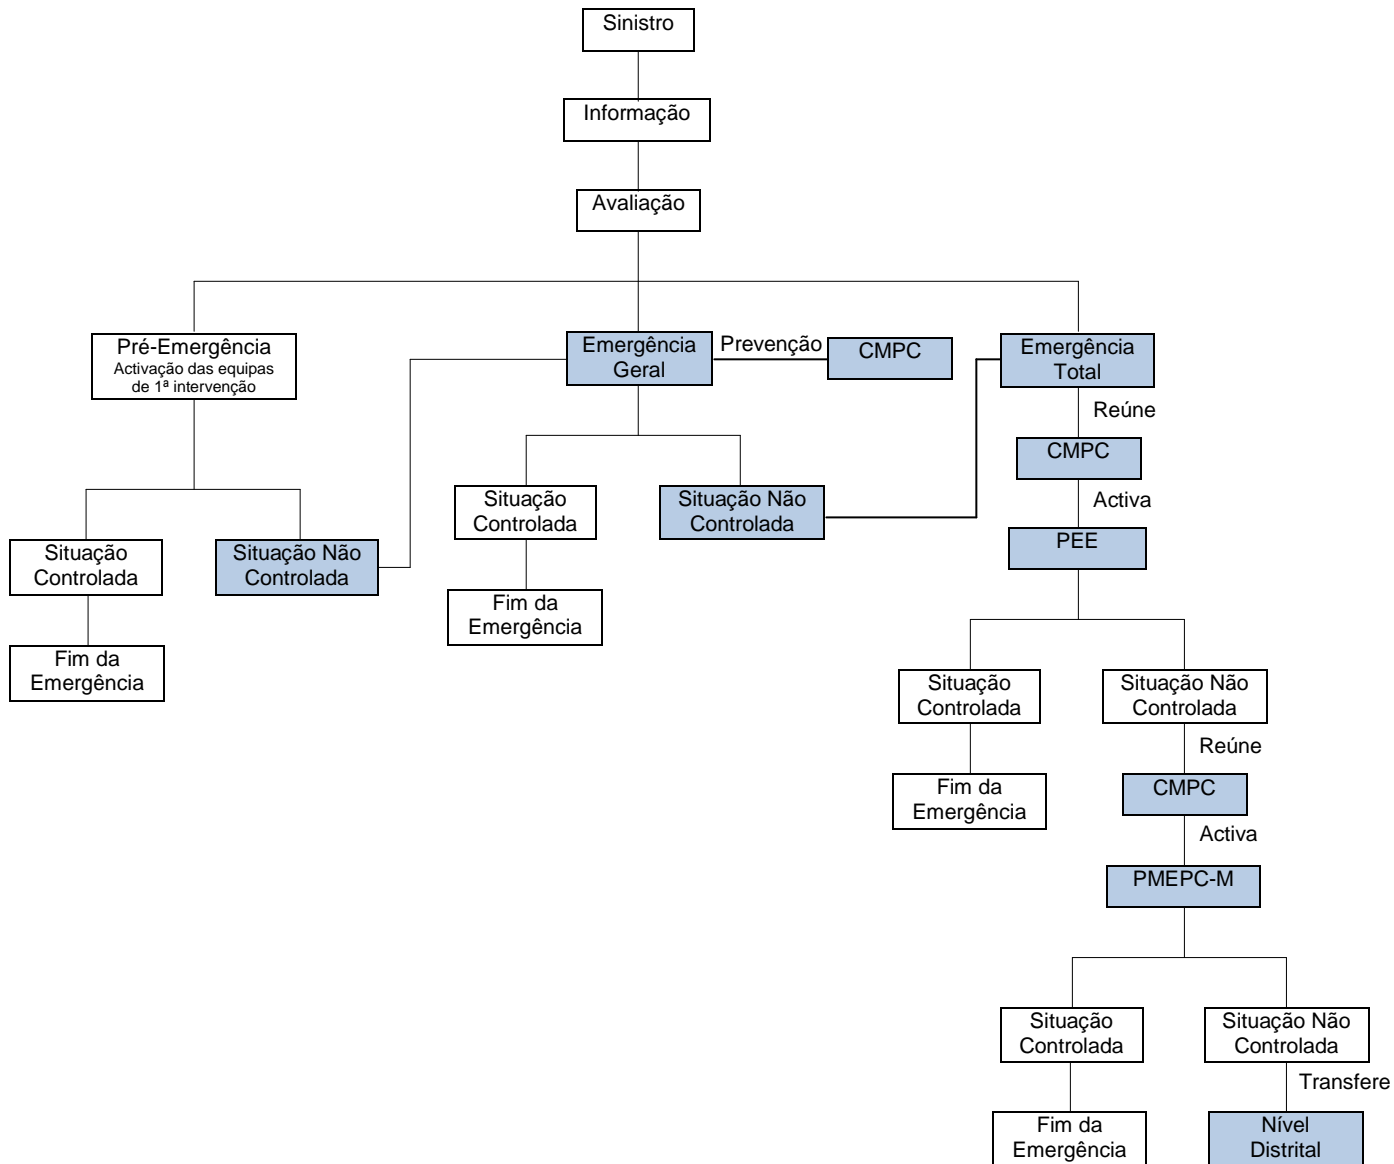 Sinistro
Informação
Avaliação
Pré-Emergência
Activação das equipas
de 1ª intervenção
Emergência
Geral
Prevenção
CMPC
Emergência
Total
Reúne
CMPC
Activa
PEE
Situação
Controlada
Situação Não
Controlada
Situação
Controlada
Situação Não
Controlada
Fim da
Emergência
Fim da
Emergência
Situação
Controlada
Situação Não
Controlada
Reúne
Fim da
Emergência
CMPC
Activa
PMEPC-M
Situação
Controlada
Situação Não
Controlada
Transfere
Fim da
Emergência
Nível
Distrital